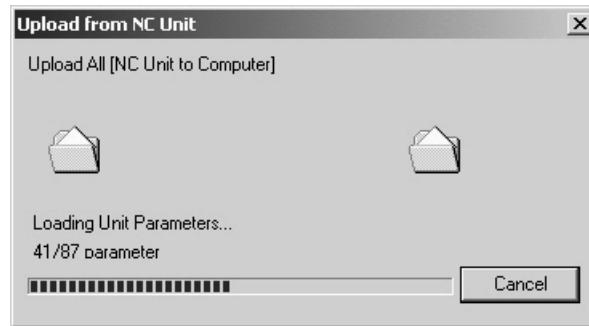 Upload from NC Unit
Upload All [NC Unit to Computer]
Loading Unit Parameters...
41/87 parameter
Cancel